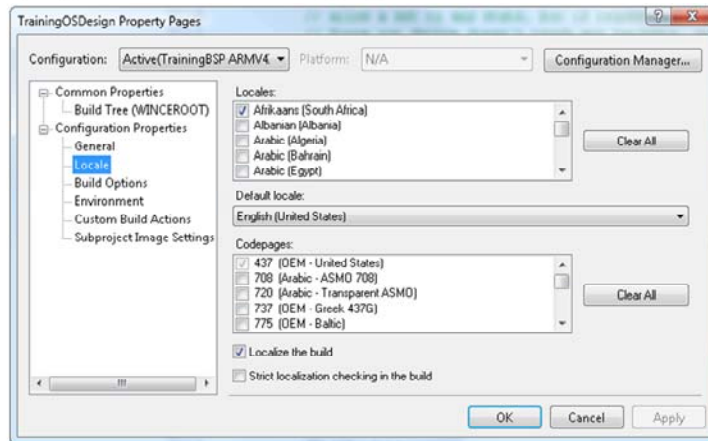 TrainingOSDesign Property Pages
Configuration: Active(TrainingBSP ARMV4 Platform: N/A Configuration Manager...
Common Properties
Build Tree (WINCEROOT)
Configuration Properties
General
Locale
Build Options
Environment
Custom Build Actions
Subproject Image Settings
Locales:
Afrikaans (South Africa)
Albanian (Albania)
Arabic (Algeria)
Arabic (Bahrain)
Arabic (Egypt)
Clear All
Default locale:
English (United States)
Codepages:
437 (OEM - United States)
708 (Arabic - ASMO 708)
720 (Arabic - Transparent ASMO)
737 (OEM - Greek 437G)
775 (OEM - Baltic)
Clear All
Localize the build
Strict localization checking in the build
OK Cancel Apply